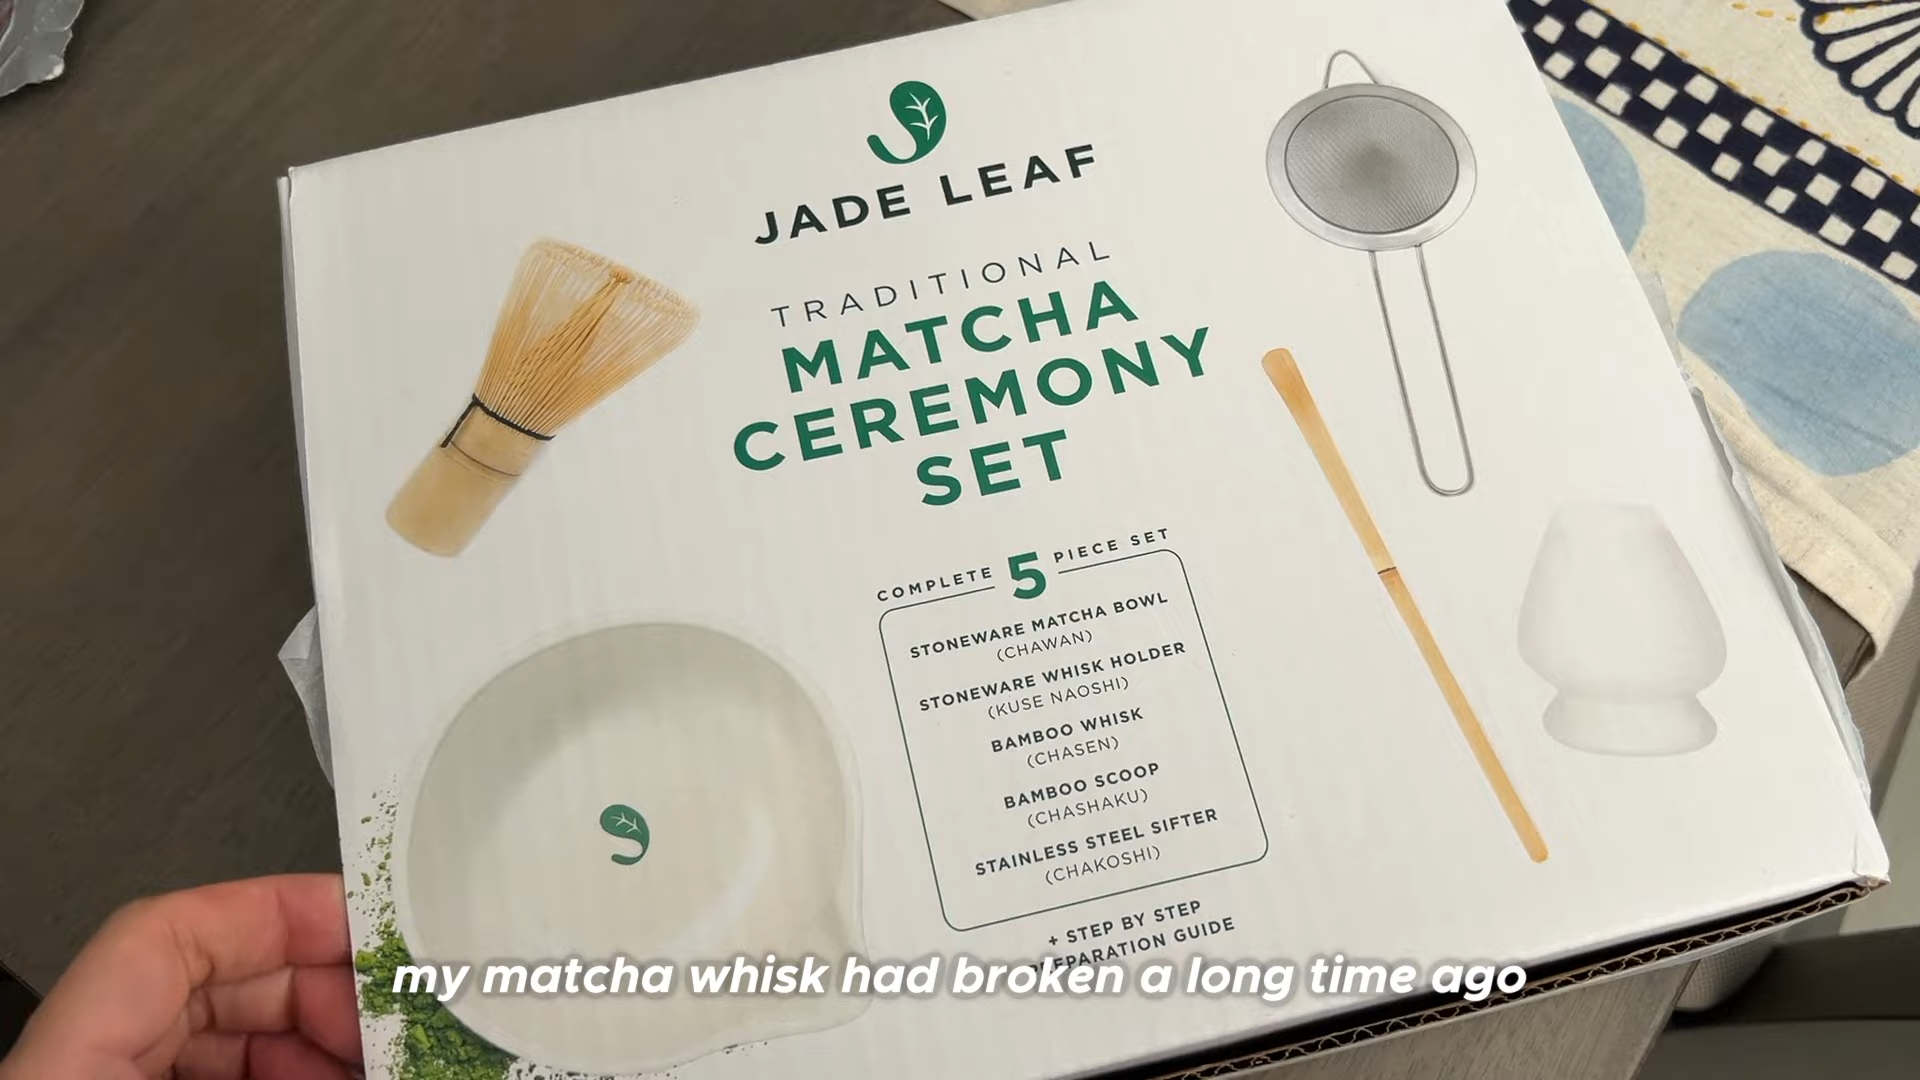 JADE LEAF
TRADITIONAL
MATCHA
CEREMONY
SET
COMPLETE 5 PIECE SET
STONEWARE MATCHA BOWL
(CHAWAN)
STONEWARE WHISK HOLDER
(KUSE NAOSHI)
BAMBOO WHISK
(CHASEN)
BAMBOO SCOOP
(CHASHAKU)
STAINLESS STEEL SIFTER
(CHAKOSHI)
+ STEP BY STEP
GUIDE
my matcha whisk had broken a long time ago